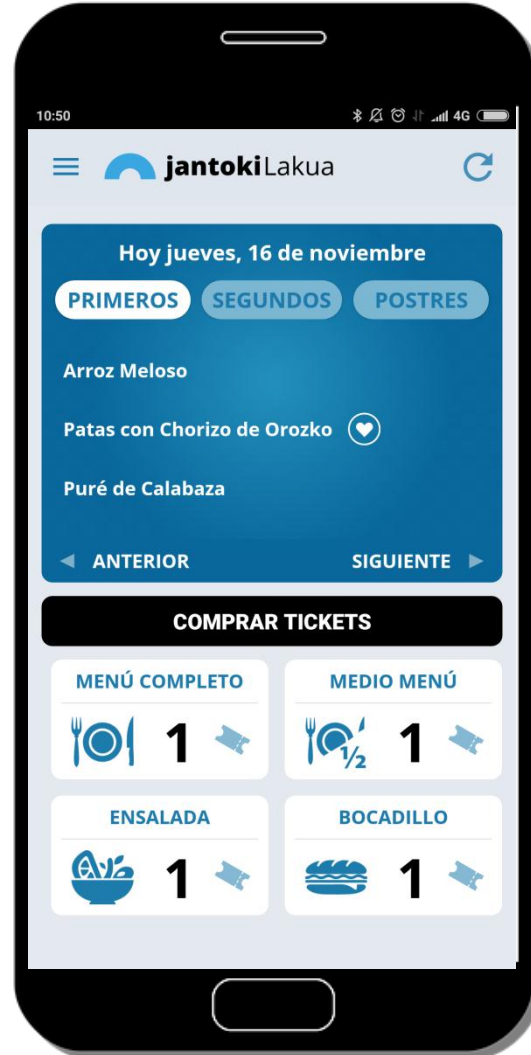 10:50 4G
jantokiLakua
Hoy jueves, 16 de noviembre
PRIMEROS SEGUNDOS POSTRES
Arroz Meloso
Patas con Chorizo de Orozko
Puré de Calabaza
ANTERIOR SIGUIENTE
COMPRAR TICKETS
MENÚ COMPLETO MEDIO MENÚ
1 1/2 1
ENSALADA BOCADILLO
1 1